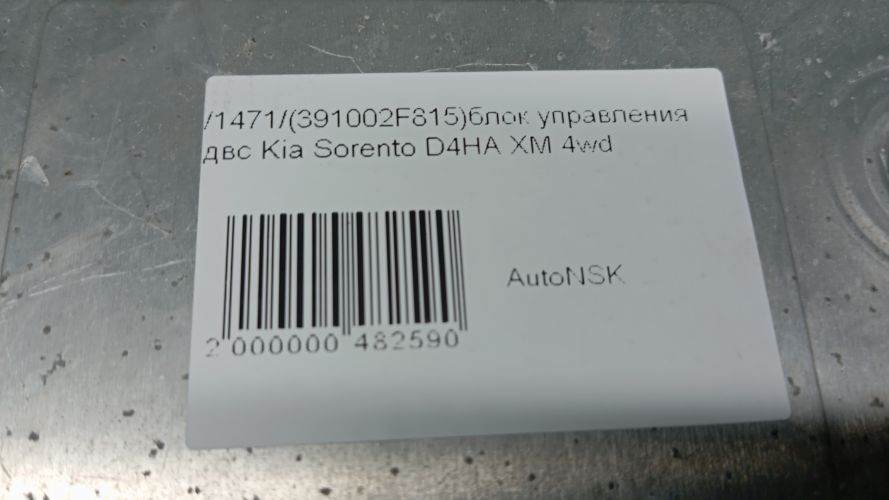 /1471/(391002F815)блок управления
двс Kia Sorento D4HA XM 4wd
AutoNSK
2 000000 482590